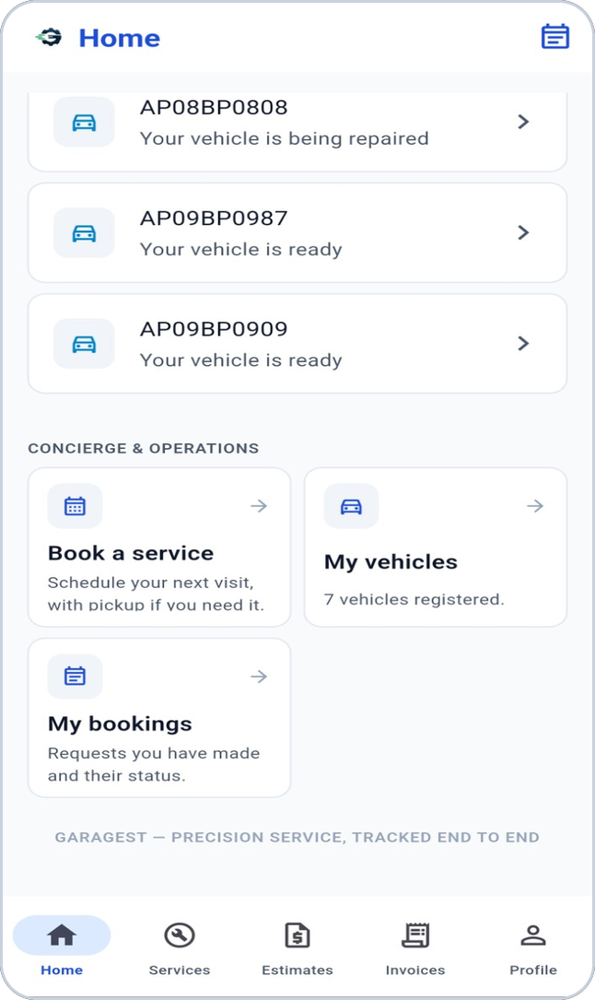 Home
AP08BP0808
Your vehicle is being repaired
AP09BP0987
Your vehicle is ready
AP09BP0909
Your vehicle is ready
CONCIERGE & OPERATIONS
Book a service
Schedule your next visit,
with pickup if you need it.
My vehicles
7 vehicles registered.
My bookings
Requests you have made
and their status.
GARAGEST — PRECISION SERVICE, TRACKED END TO END
Home
Services
Estimates
Invoices
Profile